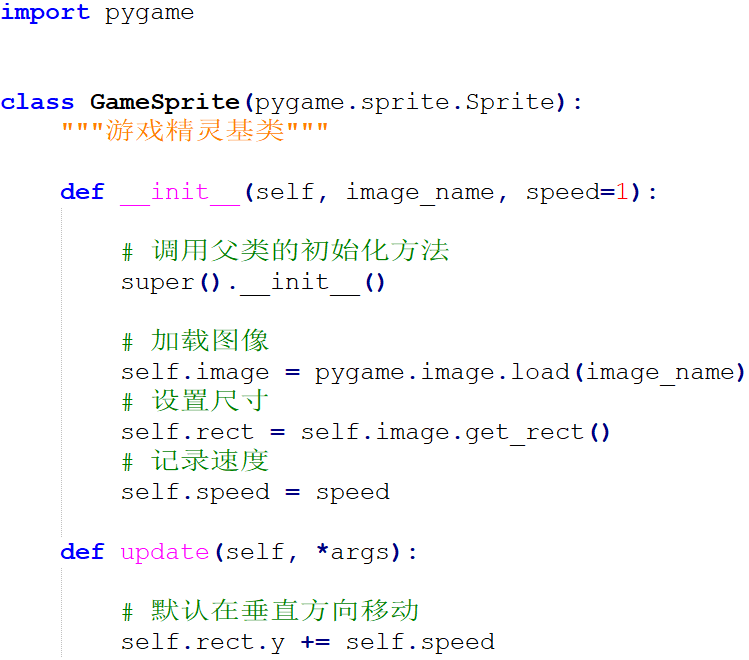 import pygame
class GameSprite(pygame.sprite.Sprite):
"""游戏精灵基类"""
def __init__(self, image_name, speed=1):
# 调用父类的初始化方法
super().__init__()
# 加载图像
self.image = pygame.image.load(image_name)
# 设置尺寸
self.rect = self.image.get_rect()
# 记录速度
self.speed = speed
def update(self, *args):
# 默认在垂直方向移动
self.rect.y += self.speed